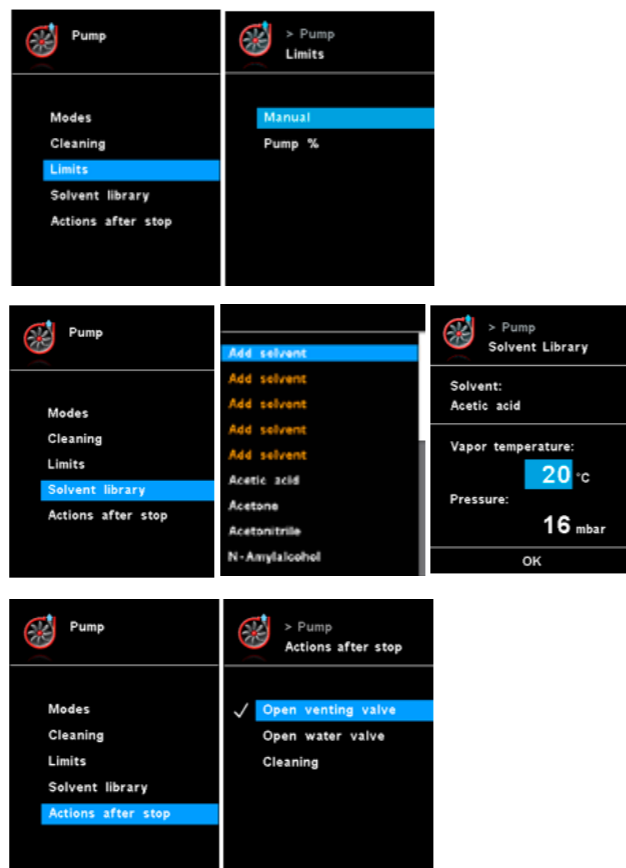 Pump
Modes
Cleaning
Limits
Solvent library
Actions after stop
> Pump
Limits
Manual
Pump %
Pump
Modes
Cleaning
Limits
Solvent library
Actions after stop
Add solvent
Add solvent
Add solvent
Add solvent
Add solvent
Acetic acid
Acetone
Acetonitrile
N-Amylalcohol
> Pump
Solvent Library
Solvent:
Acetic acid
Vapor temperature:
20 °C
Pressure:
16 mbar
OK
Pump
Modes
Cleaning
Limits
Solvent library
Actions after stop
> Pump
Actions after stop
Open venting valve
Open water valve
Cleaning